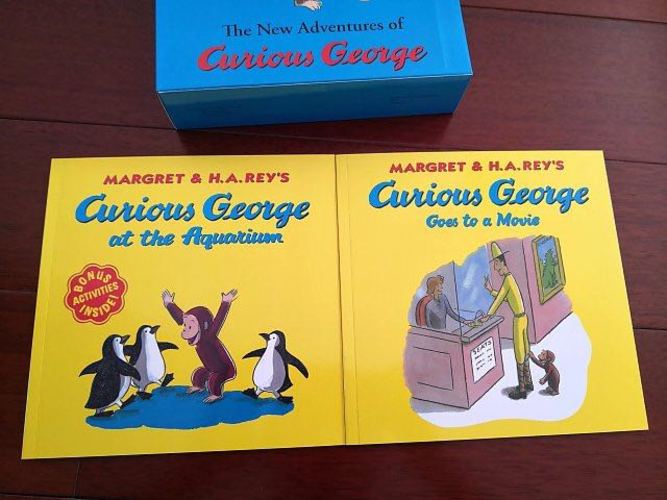 The New Adventures of
Curious George
MARGRET & H.A.REY'S
Curious George
at the Aquarium
BONUS
ACTIVITIES
INSIDE!
MARGRET & H.A.REY'S
Curious George
Goes to a Movie